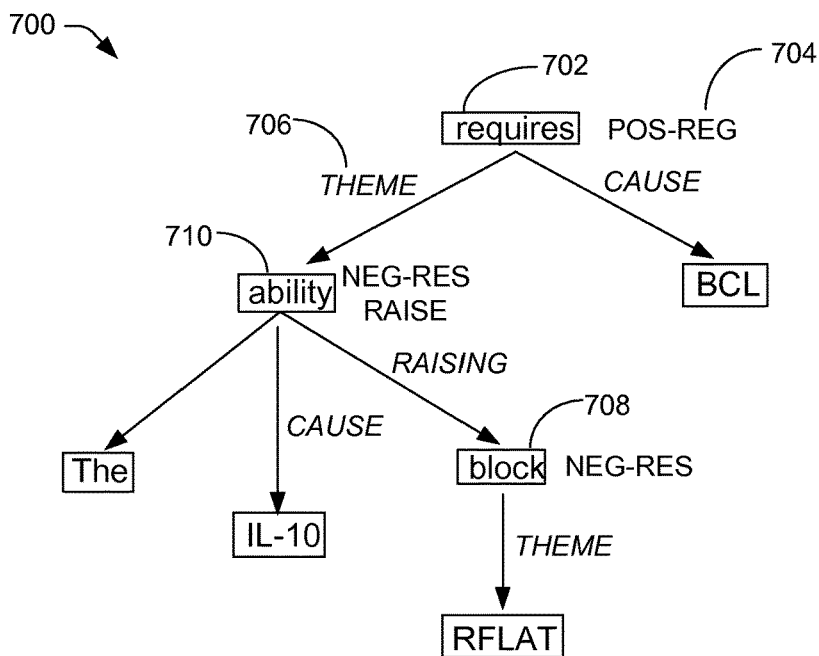 700
702
704
requires POS-REG
706
THEME
CAUSE
710
ability NEG-RES
RAISE
BCL
RAISING
708
CAUSE
The
block NEG-RES
IL-10
THEME
RFLAT